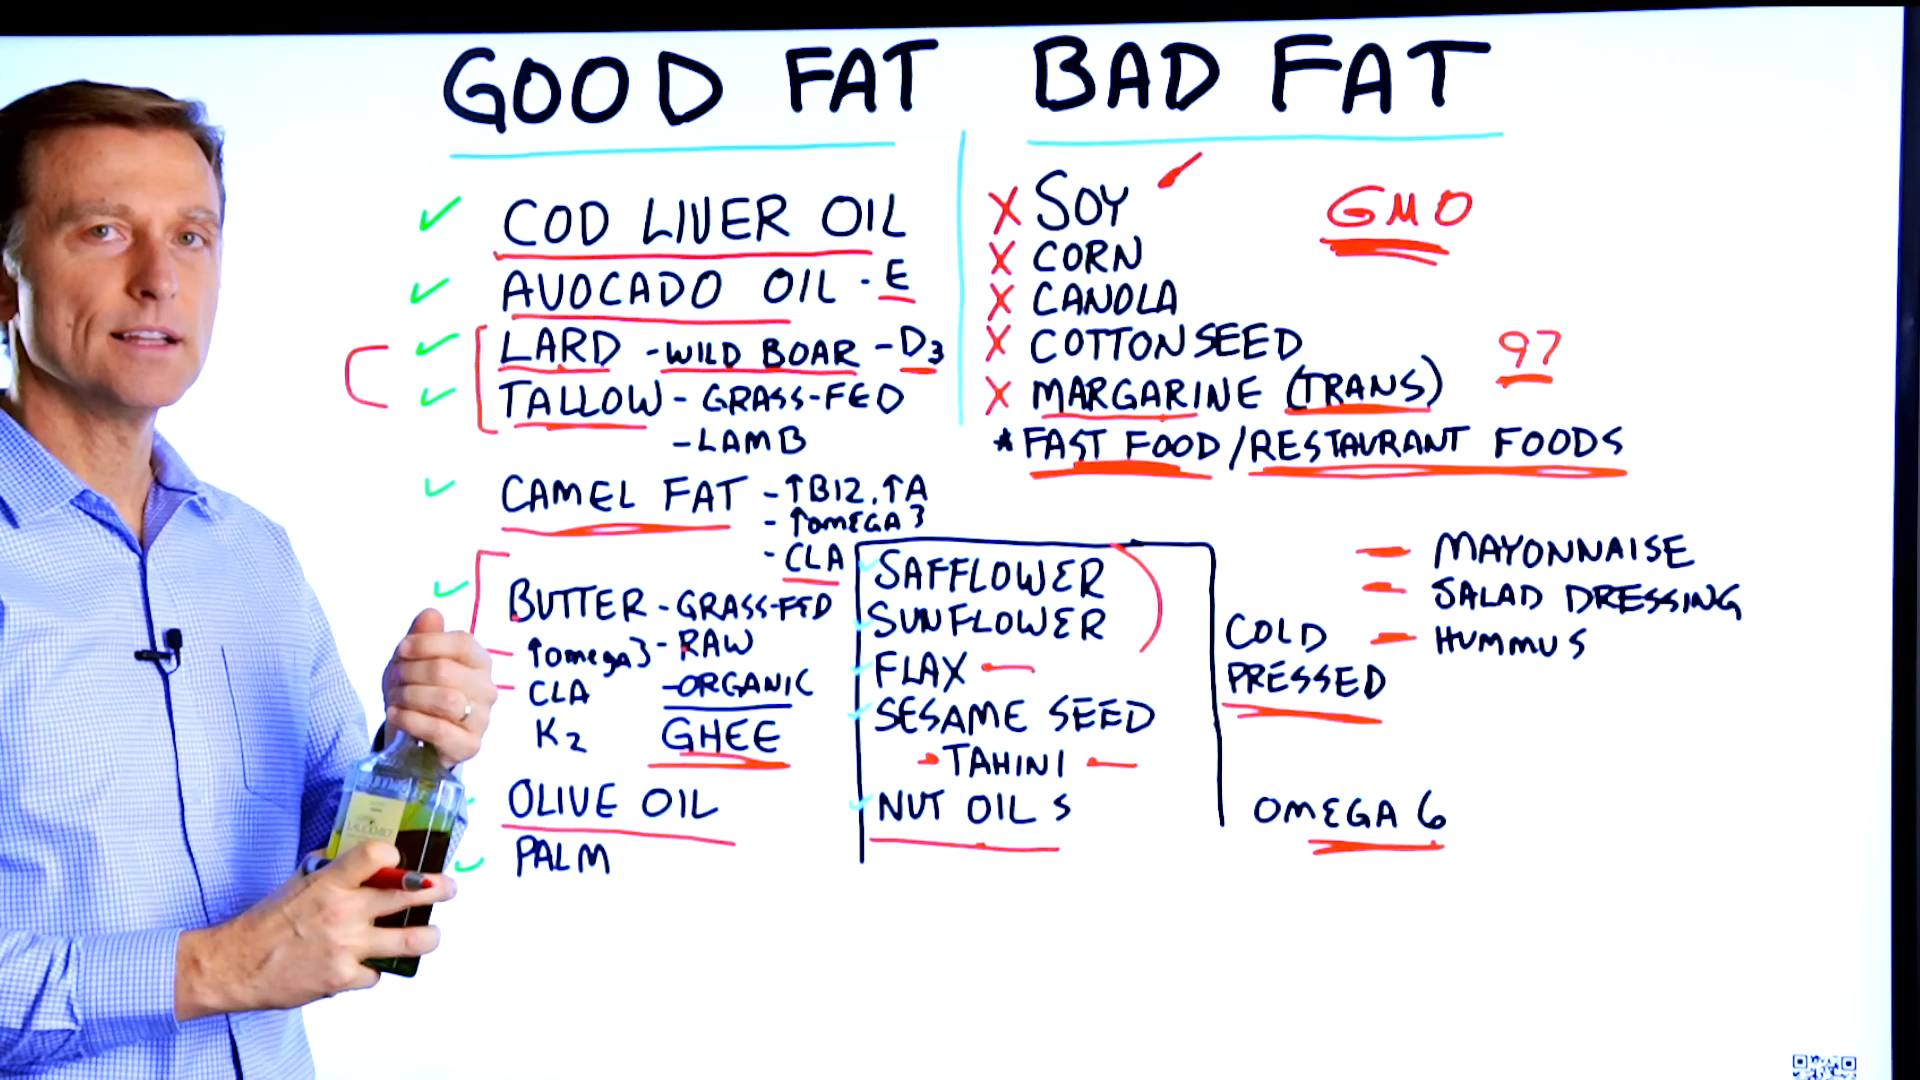 GOOD FAT
BAD FAT
COD LIVER OIL
AVOCADO OIL - E
LARD - WILD BOAR - D3
TALLOW - GRASS-FED
- LAMB
CAMEL FAT - ↑B12, ↑A
- ↑OMEGA 3
- CLA
BUTTER - GRASS-FED
↑OMEGA3 - RAW
CLA - ORGANIC
K2 GHEE
OLIVE OIL
PALM
SAFFLOWER
SUNFLOWER
FLAX
SESAME SEED
TAHINI
NUT OILS
COLD
PRESSED
OMEGA 6
X SOY
GMO
X CORN
X CANOLA
X COTTONSEED
97
X MARGARINE (TRANS)
* FAST FOOD / RESTAURANT FOODS
- MAYONNAISE
- SALAD DRESSING
- HUMMUS